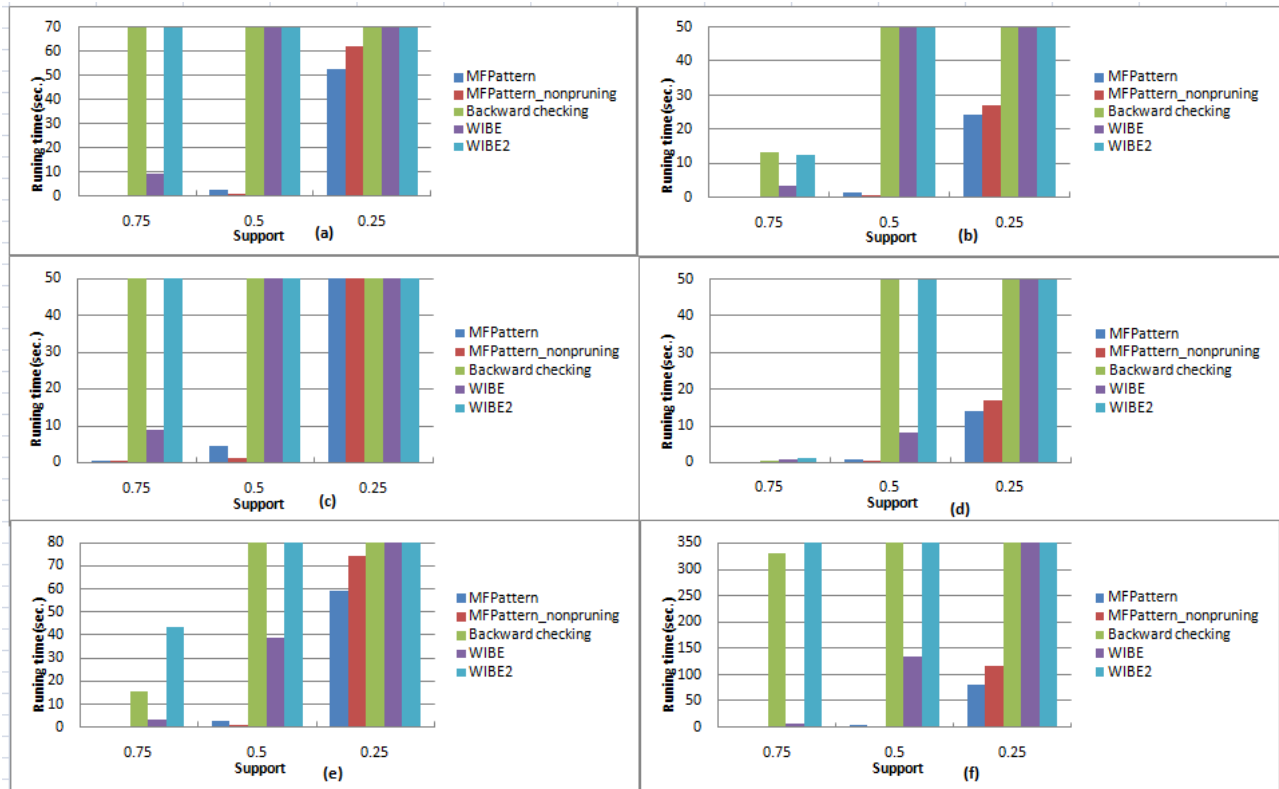 Runing time(sec.)
70
60
50
40
30
20
10
0
0.75
0.5
0.25
Support
(a)
MFPattern
MFPattern_nonpruning
Backward checking
WIBE
WIBE2
Runing time(sec.)
50
40
30
20
10
0
0.75
0.5
0.25
Support
(b)
MFPattern
MFPattern_nonpruning
Backward checking
WIBE
WIBE2
Runing time(sec.)
50
40
30
20
10
0
0.75
0.5
0.25
Support
(c)
MFPattern
MFPattern_nonpruning
Backward checking
WIBE
WIBE2
Runing time(sec.)
50
40
30
20
10
0
0.75
0.5
0.25
Support
(d)
MFPattern
MFPattern_nonpruning
Backward checking
WIBE
WIBE2
Runing time(sec.)
80
70
60
50
40
30
20
10
0
0.75
0.5
0.25
Support
(e)
MFPattern
MFPattern_nonpruning
Backward checking
WIBE
WIBE2
Runing time(sec.)
350
300
250
200
150
100
50
0
0.75
0.5
0.25
Support
(f)
MFPattern
MFPattern_nonpruning
Backward checking
WIBE
WIBE2